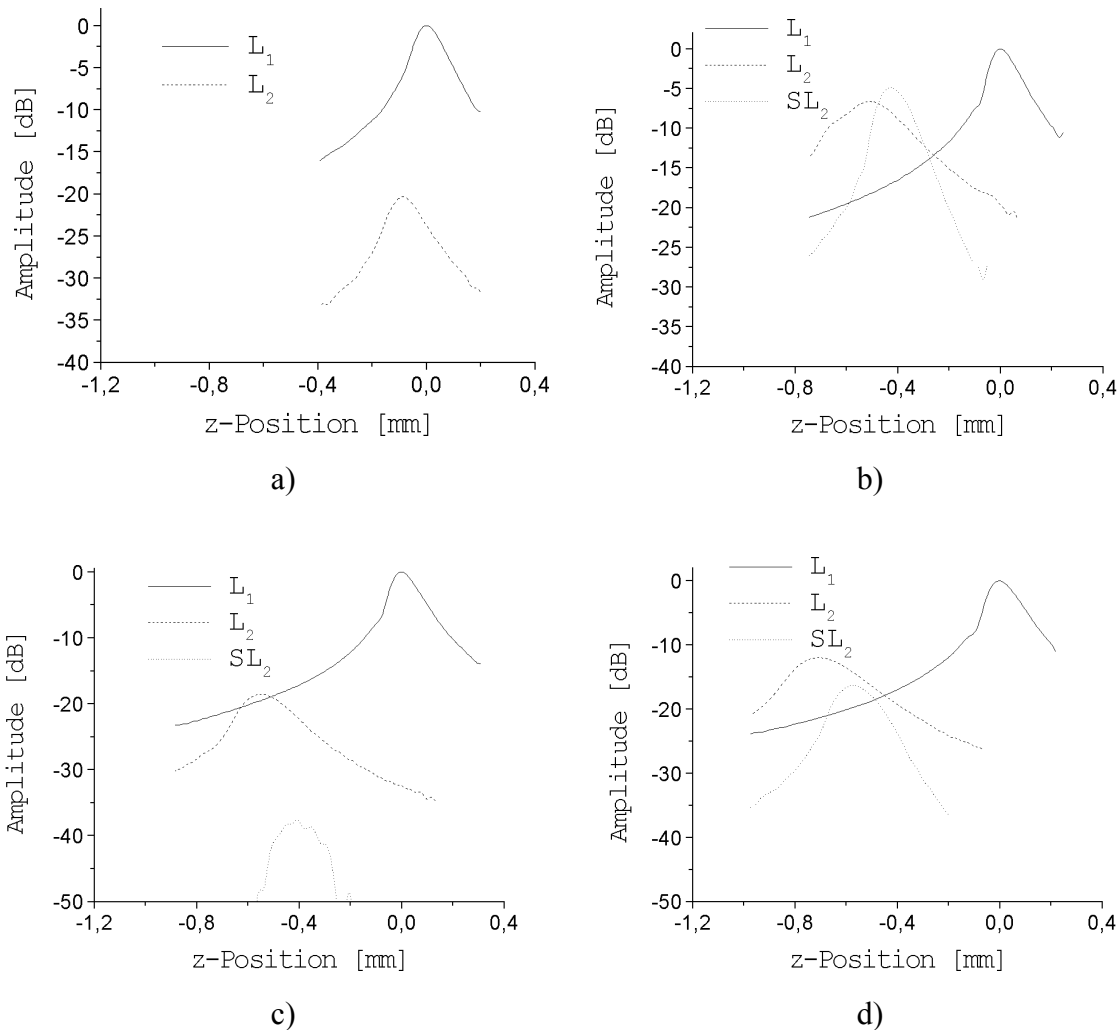 0
-5
-10
-15
-20
-25
-30
-35
-40
Amplitude [dB]
L1
L2
-1,2 -0,8 -0,4 0,0 0,4
z-Position [mm]
a)
0
-5
-10
-15
-20
-25
-30
-35
-40
Amplitude [dB]
L1
L2
SL2
-1,2 -0,8 -0,4 0,0 0,4
z-Position [mm]
b)
0
-10
-20
-30
-40
-50
Amplitude [dB]
L1
L2
SL2
-1,2 -0,8 -0,4 0,0 0,4
z-Position [mm]
c)
0
-10
-20
-30
-40
-50
Amplitude [dB]
L1
L2
SL2
-1,2 -0,8 -0,4 0,0 0,4
z-Position [mm]
d)